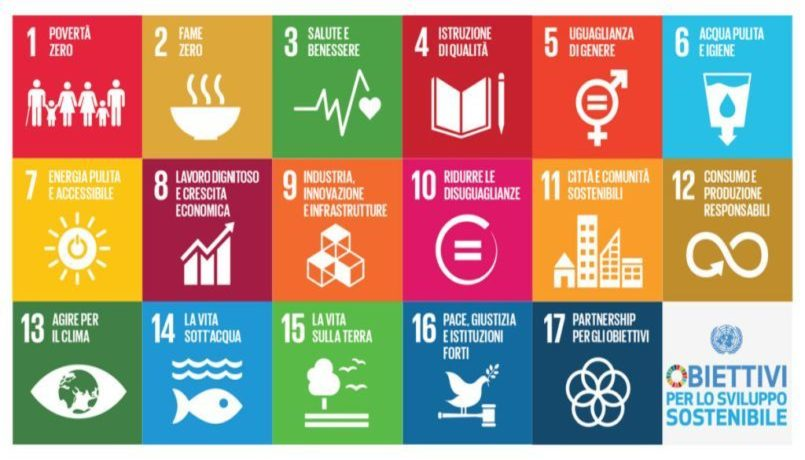 1 POVERTÀ
ZERO
2 FAME
ZERO
3 SALUTE E
BENESSERE
4 ISTRUZIONE
DI QUALITÀ
5 UGUAGLIANZA
DI GENERE
6 ACQUA PULITA
E IGIENE
7 ENERGIA PULITA
E ACCESSIBILE
8 LAVORO DIGNITOSO
E CRESCITA
ECONOMICA
9 INDUSTRIA,
INNOVAZIONE
E INFRASTRUTTURE
10 RIDURRE LE
DISUGUAGLIANZE
11 CITTÀ E COMUNITÀ
SOSTENIBILI
12 CONSUMO E
PRODUZIONE
RESPONSABILI
13 AGIRE PER
IL CLIMA
14 LA VITA
SOTT'ACQUA
15 LA VITA
SULLA TERRA
16 PACE, GIUSTIZIA
E ISTITUZIONI
FORTI
17 PARTNERSHIP
PER GLI OBIETTIVI
OBIETTIVI
PER LO SVILUPPO
SOSTENIBILE